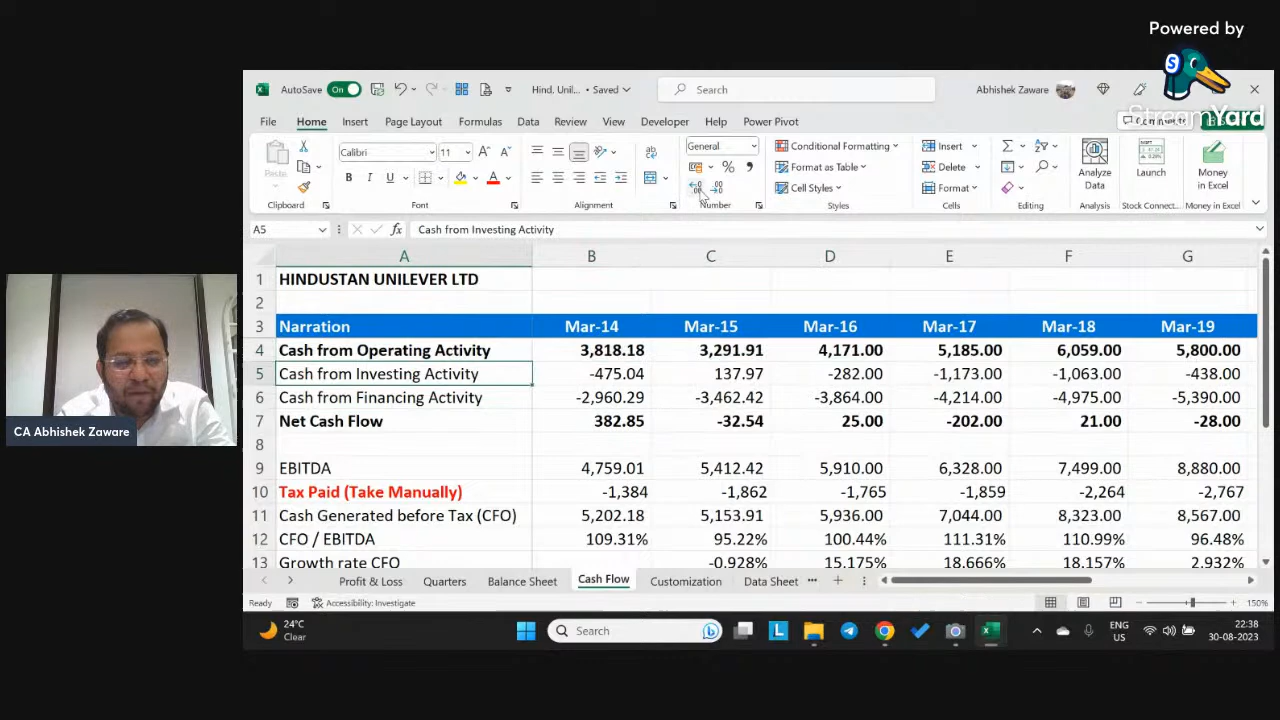 Powered by
StreamYard
AutoSave On Hind. Unil... • Saved Search Abhishek Zaware
File Home Insert Page Layout Formulas Data Review View Developer Help Power Pivot Comments
Paste Calibri 11 General Conditional Formatting Insert
B I U Format as Table Delete Analyze Data Launch Money in Excel
Cell Styles Format
Clipboard Font Alignment Number Styles Cells Editing Analysis Stock Connect... Money in Excel
A5 fx Cash from Investing Activity
A B C D E F G
1 HINDUSTAN UNILEVER LTD
2
3 Narration Mar-14 Mar-15 Mar-16 Mar-17 Mar-18 Mar-19
4 Cash from Operating Activity 3,818.18 3,291.91 4,171.00 5,185.00 6,059.00 5,800.00
5 Cash from Investing Activity -475.04 137.97 -282.00 -1,173.00 -1,063.00 -438.00
6 Cash from Financing Activity -2,960.29 -3,462.42 -3,864.00 -4,214.00 -4,975.00 -5,390.00
7 Net Cash Flow 382.85 -32.54 25.00 -202.00 21.00 -28.00
8
9 EBITDA 4,759.01 5,412.42 5,910.00 6,328.00 7,499.00 8,880.00
10 Tax Paid (Take Manually) -1,384 -1,862 -1,765 -1,859 -2,264 -2,767
11 Cash Generated before Tax (CFO) 5,202.18 5,153.91 5,936.00 7,044.00 8,323.00 8,567.00
12 CFO / EBITDA 109.31% 95.22% 100.44% 111.31% 110.99% 96.48%
13 Growth rate CFO -0.928% 15.175% 18.666% 18.157% 2.932%
CA Abhishek Zaware
Profit & Loss Quarters Balance Sheet Cash Flow Customization Data Sheet ...
Ready Accessibility: Investigate 150%
24°C
Clear
Search
ENG
US
22:38
30-08-2023